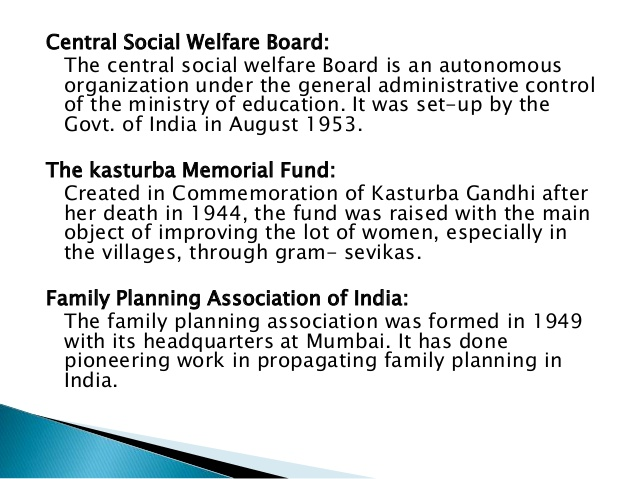 Central Social Welfare Board:
The central social welfare Board is an autonomous
organization under the general administrative control
of the ministry of education. It was set-up by the
Govt. of India in August 1953.
The kasturba Memorial Fund:
Created in Commemoration of Kasturba Gandhi after
her death in 1944, the fund was raised with the main
object of improving the lot of women, especially in
the villages, through gram- sevikas.
Family Planning Association of India:
The family planning association was formed in 1949
with its headquarters at Mumbai. It has done
pioneering work in propagating family planning in
India.